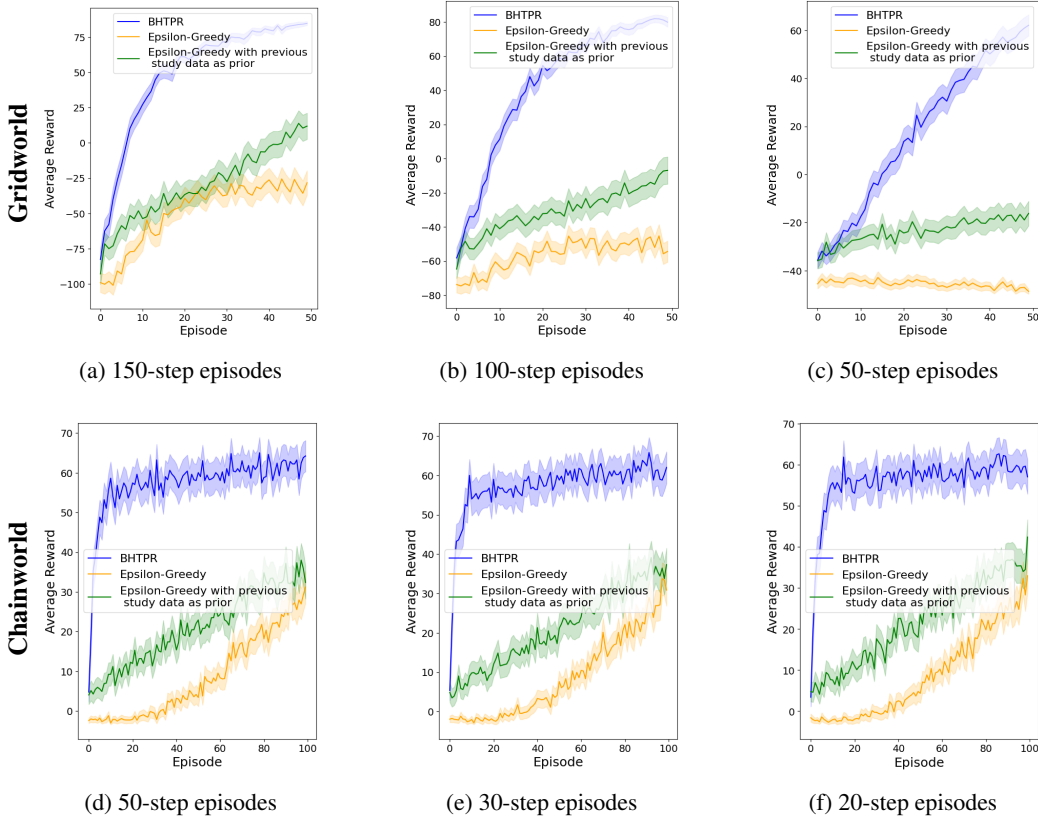 Gridworld
BHTPR
Epsilon-Greedy
Epsilon-Greedy with previous
study data as prior
Average Reward
75
50
25
0
−25
−50
−75
−100
0
10
20
30
40
50
Episode
(a) 150-step episodes
BHTPR
Epsilon-Greedy
Epsilon-Greedy with previous
study data as prior
Average Reward
80
60
40
20
0
−20
−40
−60
−80
0
10
20
30
40
50
Episode
(b) 100-step episodes
BHTPR
Epsilon-Greedy
Epsilon-Greedy with previous
study data as prior
Average Reward
60
40
20
0
−20
−40
0
10
20
30
40
50
Episode
(c) 50-step episodes
Chainworld
BHTPR
Epsilon-Greedy
Epsilon-Greedy with previous
study data as prior
Average Reward
70
60
50
40
30
20
10
0
0
20
40
60
80
100
Episode
(d) 50-step episodes
BHTPR
Epsilon-Greedy
Epsilon-Greedy with previous
study data as prior
Average Reward
70
60
50
40
30
20
10
0
0
20
40
60
80
100
Episode
(e) 30-step episodes
BHTPR
Epsilon-Greedy
Epsilon-Greedy with previous
study data as prior
Average Reward
70
60
50
40
30
20
10
0
0
20
40
60
80
100
Episode
(f) 20-step episodes